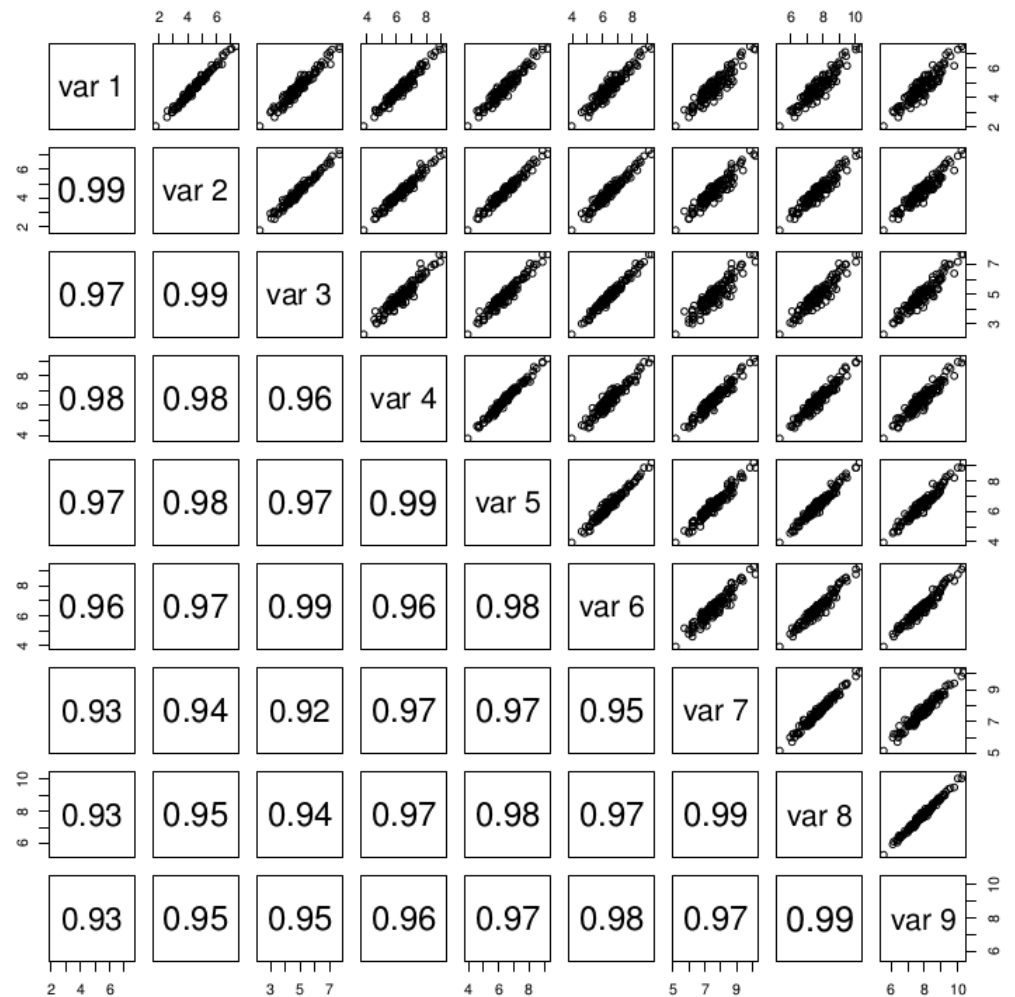 2 4 6 4 6 8 4 6 8 6 8 10
var 1 2 4 6
2 4 6 0.99 var 2
0.97 0.99 var 3 3 5 7
4 6 8 0.98 0.98 0.96 var 4
0.97 0.98 0.97 0.99 var 5 4 6 8
4 6 8 0.96 0.97 0.99 0.96 0.98 var 6
0.93 0.94 0.92 0.97 0.97 0.95 var 7 5 7 9
6 8 10 0.93 0.95 0.94 0.97 0.98 0.97 0.99 var 8
0.93 0.95 0.95 0.96 0.97 0.98 0.97 0.99 var 9 6 8 10
2 4 6 3 5 7 4 6 8 5 7 9 6 8 10